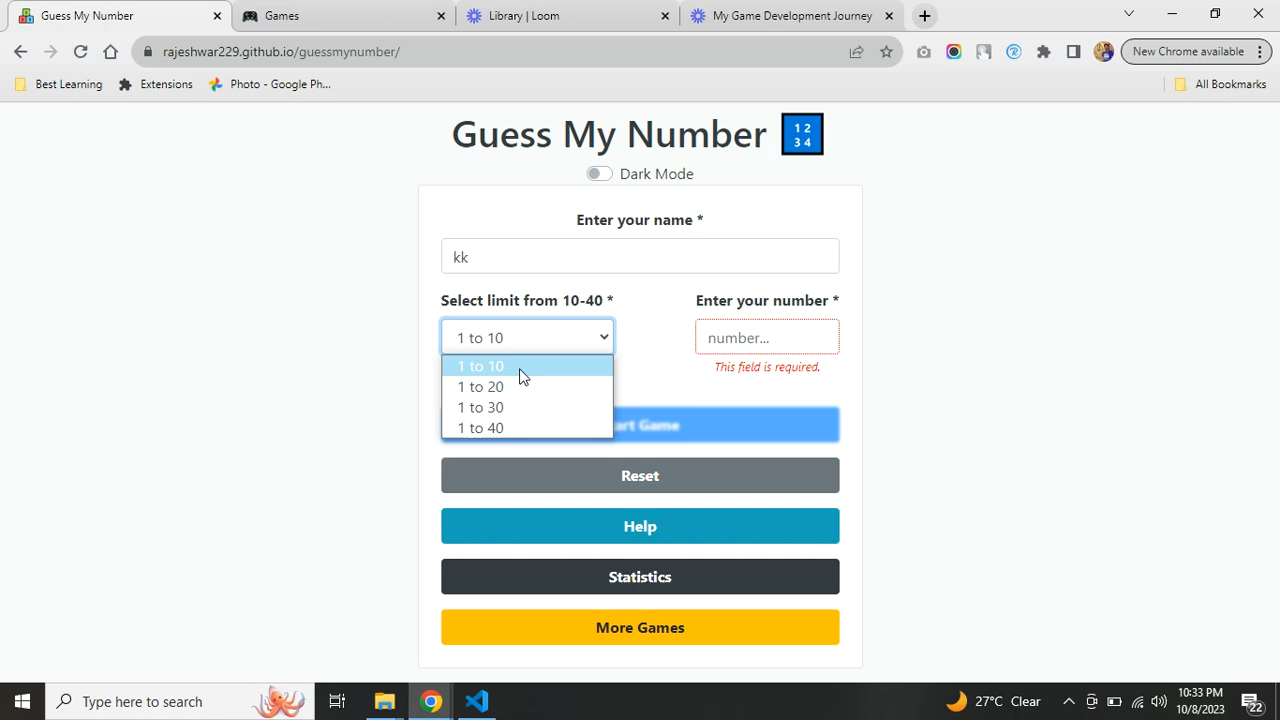 Guess My Number
Games
Library | Loom
My Game Development Journey
rajeshwar229.github.io/guessmynumber/
New Chrome available
Best Learning
Extensions
Photo - Google Ph...
All Bookmarks
Guess My Number
1 2
3 4
Dark Mode
Enter your name *
kk
Select limit from 10-40 *
Enter your number *
1 to 10
number...
1 to 10
This field is required.
1 to 20
1 to 30
1 to 40
art Game
Reset
Help
Statistics
More Games
Type here to search
27°C Clear
10:33 PM
10/8/2023
22